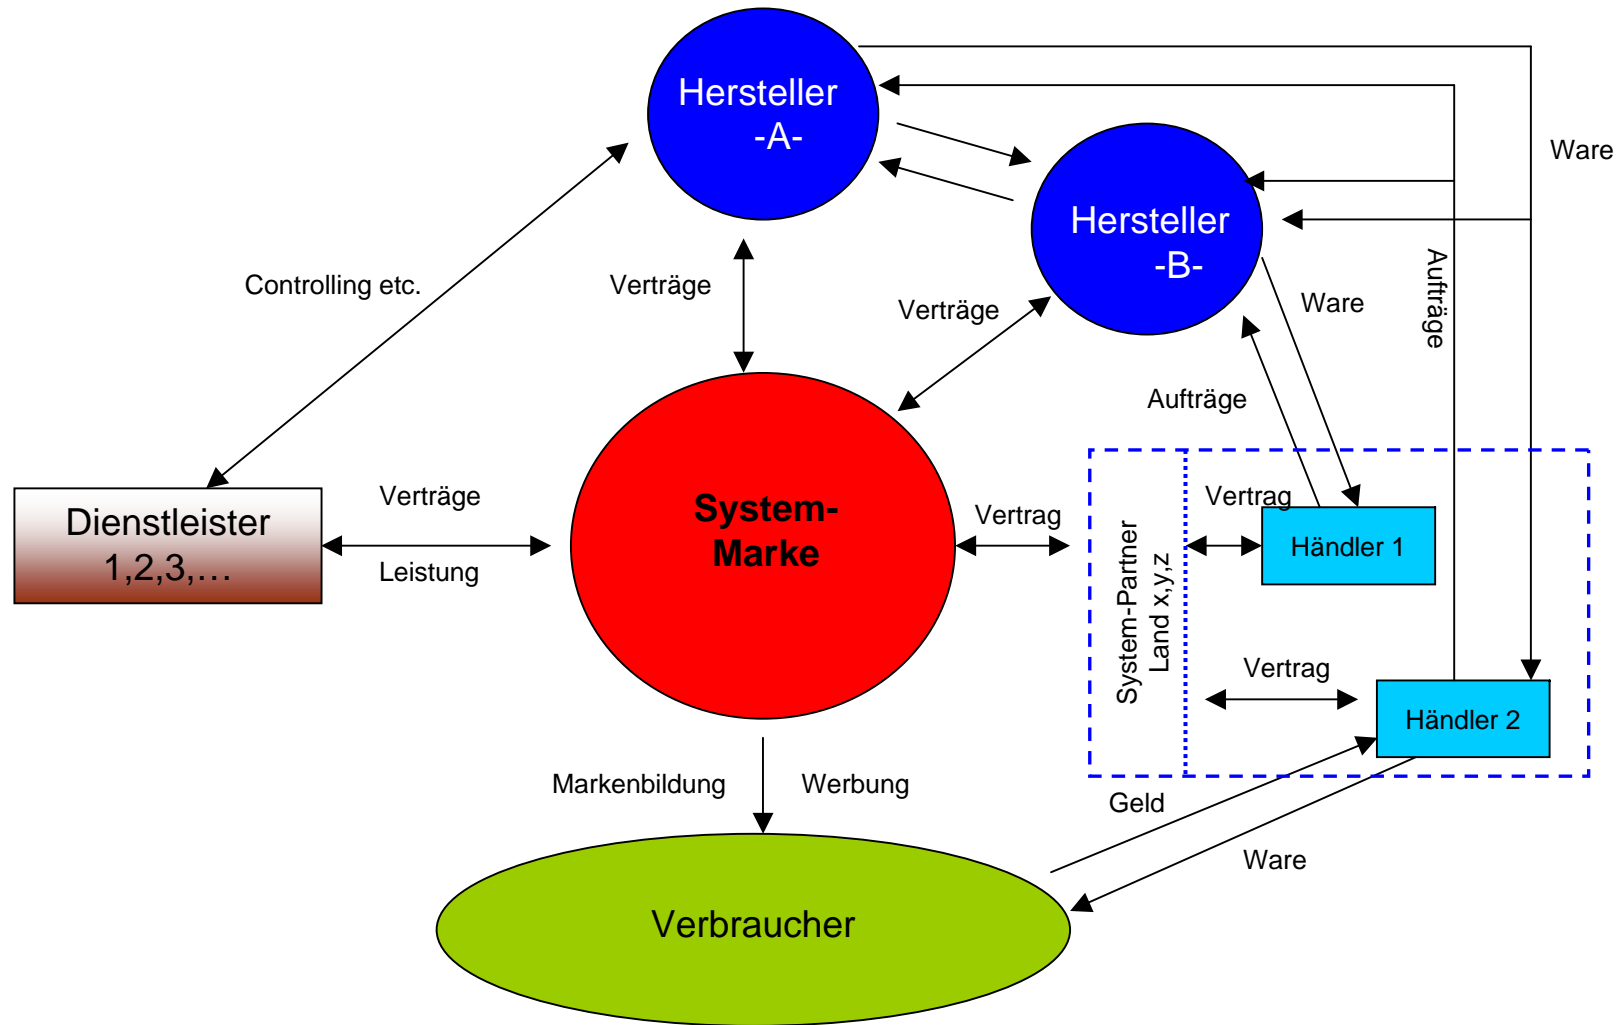 Hersteller
-A-
Ware
Hersteller
-B-
Controlling etc.
Verträge
Verträge
Ware
Aufträge
Aufträge
Verträge
Leistung
Dienstleister
1,2,3,…
System-
Marke
Vertrag
System-Partner
Land x,y,z
Vertrag
Händler 1
Vertrag
Händler 2
Markenbildung
Werbung
Geld
Ware
Verbraucher